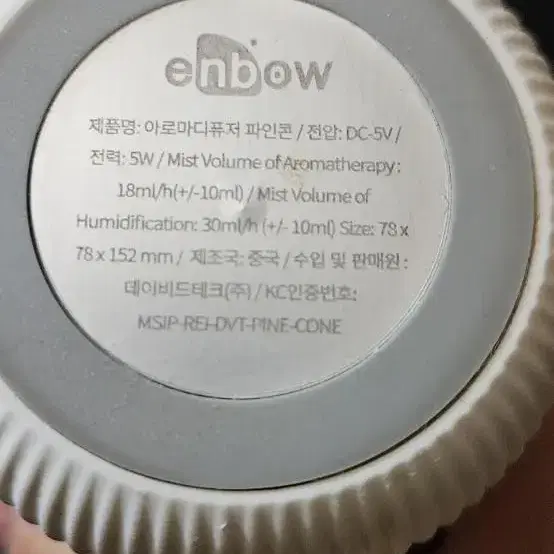 enbow
제품명: 아로마디퓨저 파인콘 / 전압: DC-5V /
전력: 5W / Mist Volume of Aromatherapy:
18ml/h(+/-10ml) / Mist Volume of
Humidification: 30ml/h (+/- 10ml) Size: 78 x
78 x 152 mm / 제조국: 중국 / 수입 및 판매원 :
데이비드테크(주) / KC인증번호:
MSIP-REI-DVT-PINE-CONE